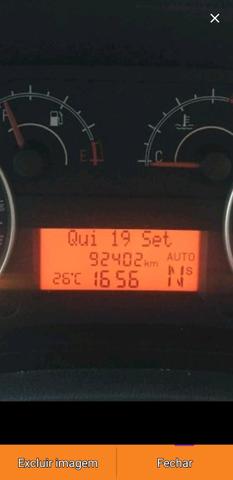 F
E
C
Qui 19 Set
92402 km
AUTO
26°C 16 56 N S
Excluir imagem
Fechar